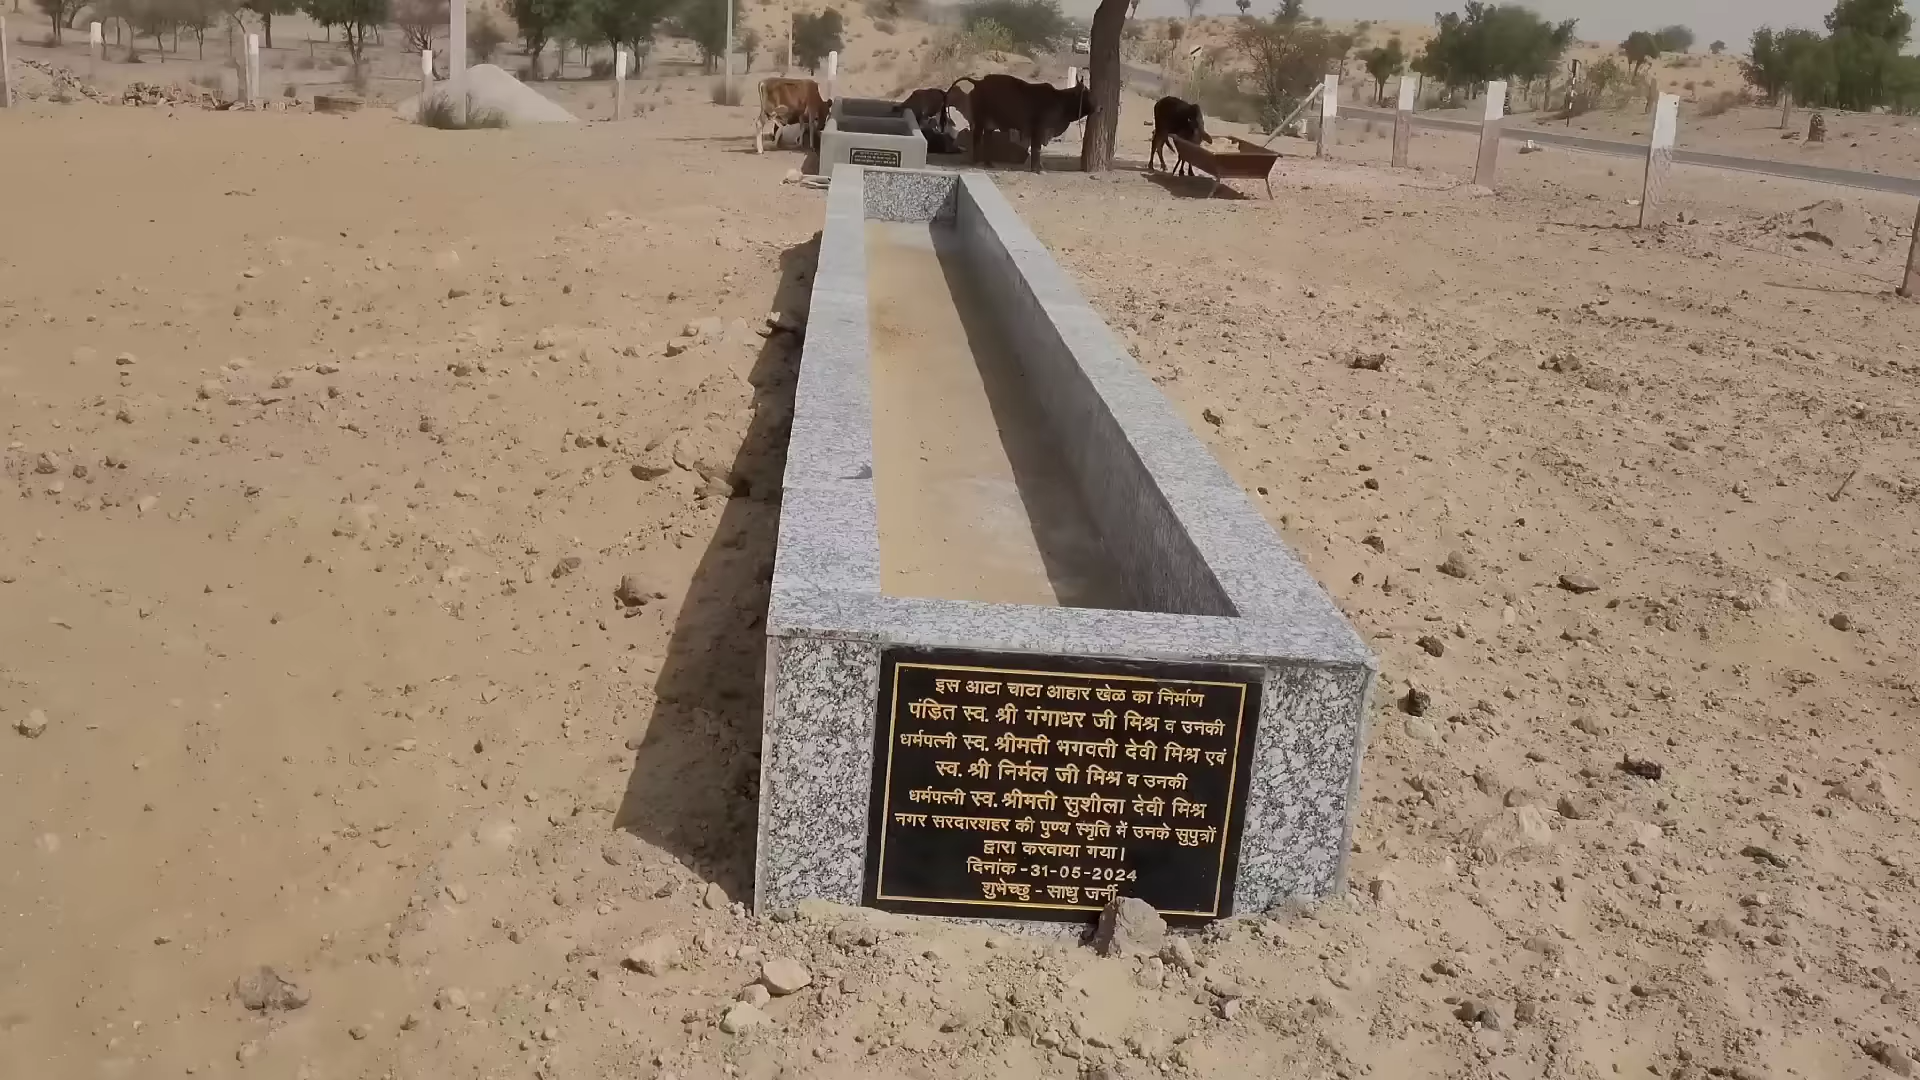 इस आटा चाटा आहार खेळ का निर्माण
पंड़ित स्व. श्री गंगाधर जी मिश्र व उनकी
धर्मपत्नी स्व. श्रीमती भगवती देवी मिश्र एवं
स्व. श्री निर्मल जी मिश्र व उनकी
धर्मपत्नी स्व. श्रीमती सुशीला देवी मिश्र
नगर सरदारशहर की पुण्य स्मृति में उनके सुपुत्रों
द्वारा करवाया गया।
दिनांक - 31-05-2024
शुभेच्छु - साधु जर्नी